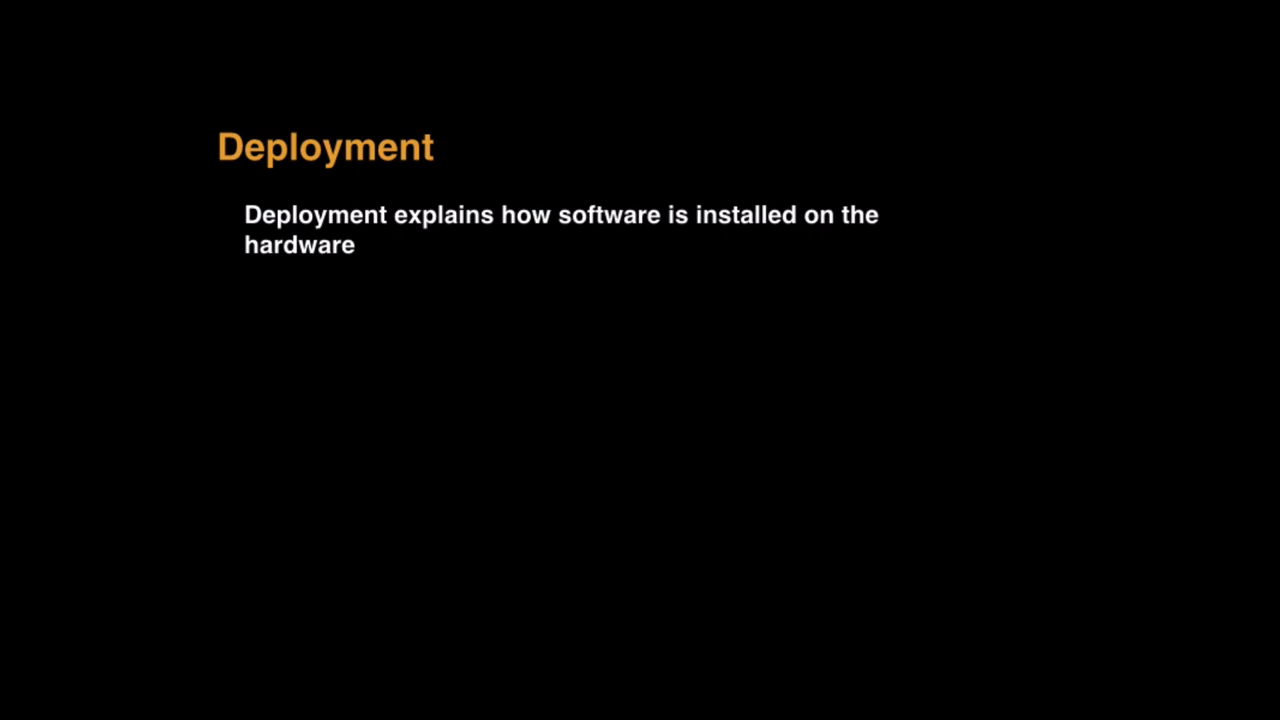 Deployment
Deployment explains how software is installed on the
hardware